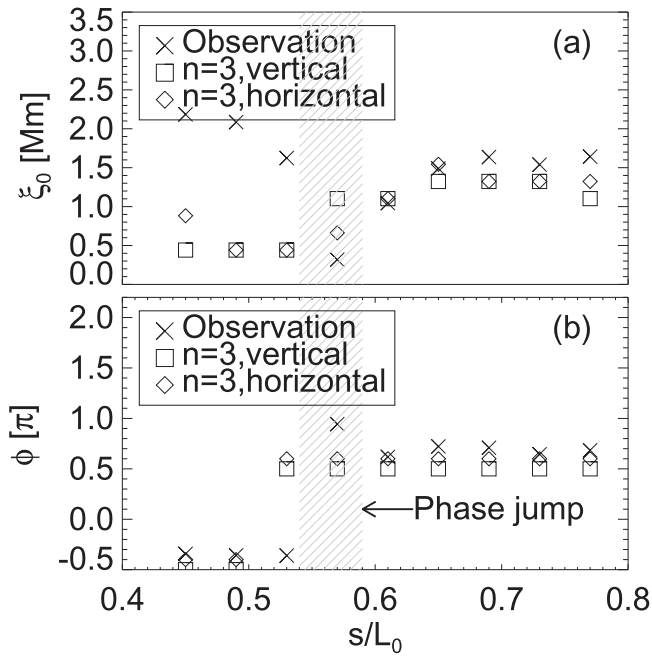 3.5
3.0
2.5
2.0
1.5
1.0
0.5
0.0
ξ₀ [Mm]
Observation
n=3,vertical
n=3,horizontal
(a)
2.0
1.5
1.0
0.5
0.0
-0.5
ϕ [π]
Observation
n=3,vertical
n=3,horizontal
(b)
Phase jump
0.4 0.5 0.6 0.7 0.8
s/L₀